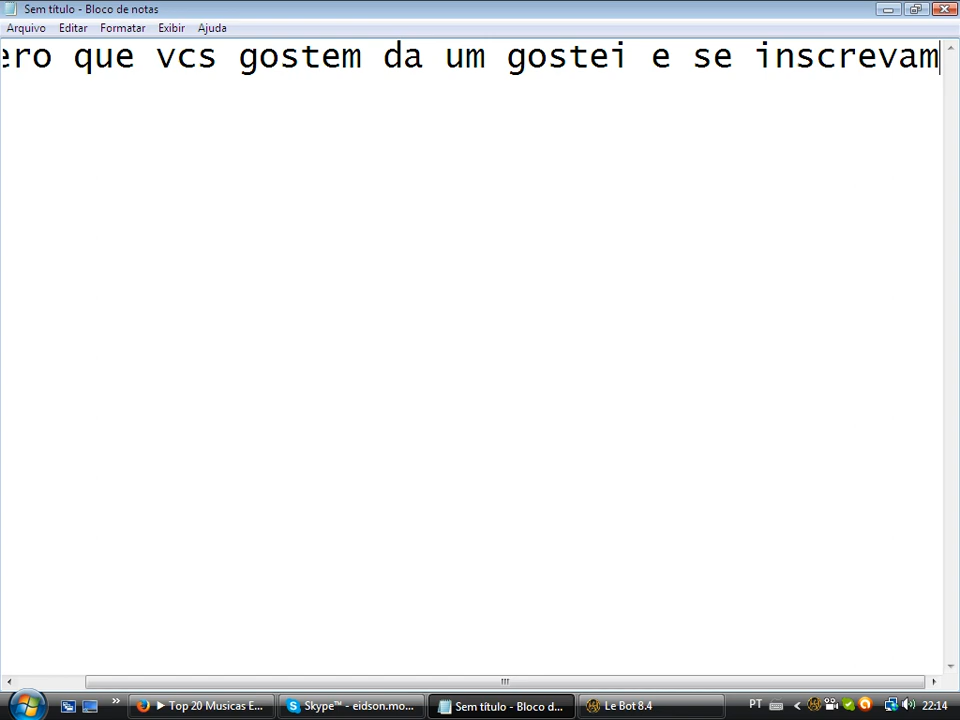 Sem título - Bloco de notas
Arquivo Editar Formatar Exibir Ajuda
ero que vcs gostem da um gostei e se inscrevam
Top 20 Musicas E... Skype™ - eidson.mo... Sem título - Bloco d... Le Bot 8.4 PT 22:14